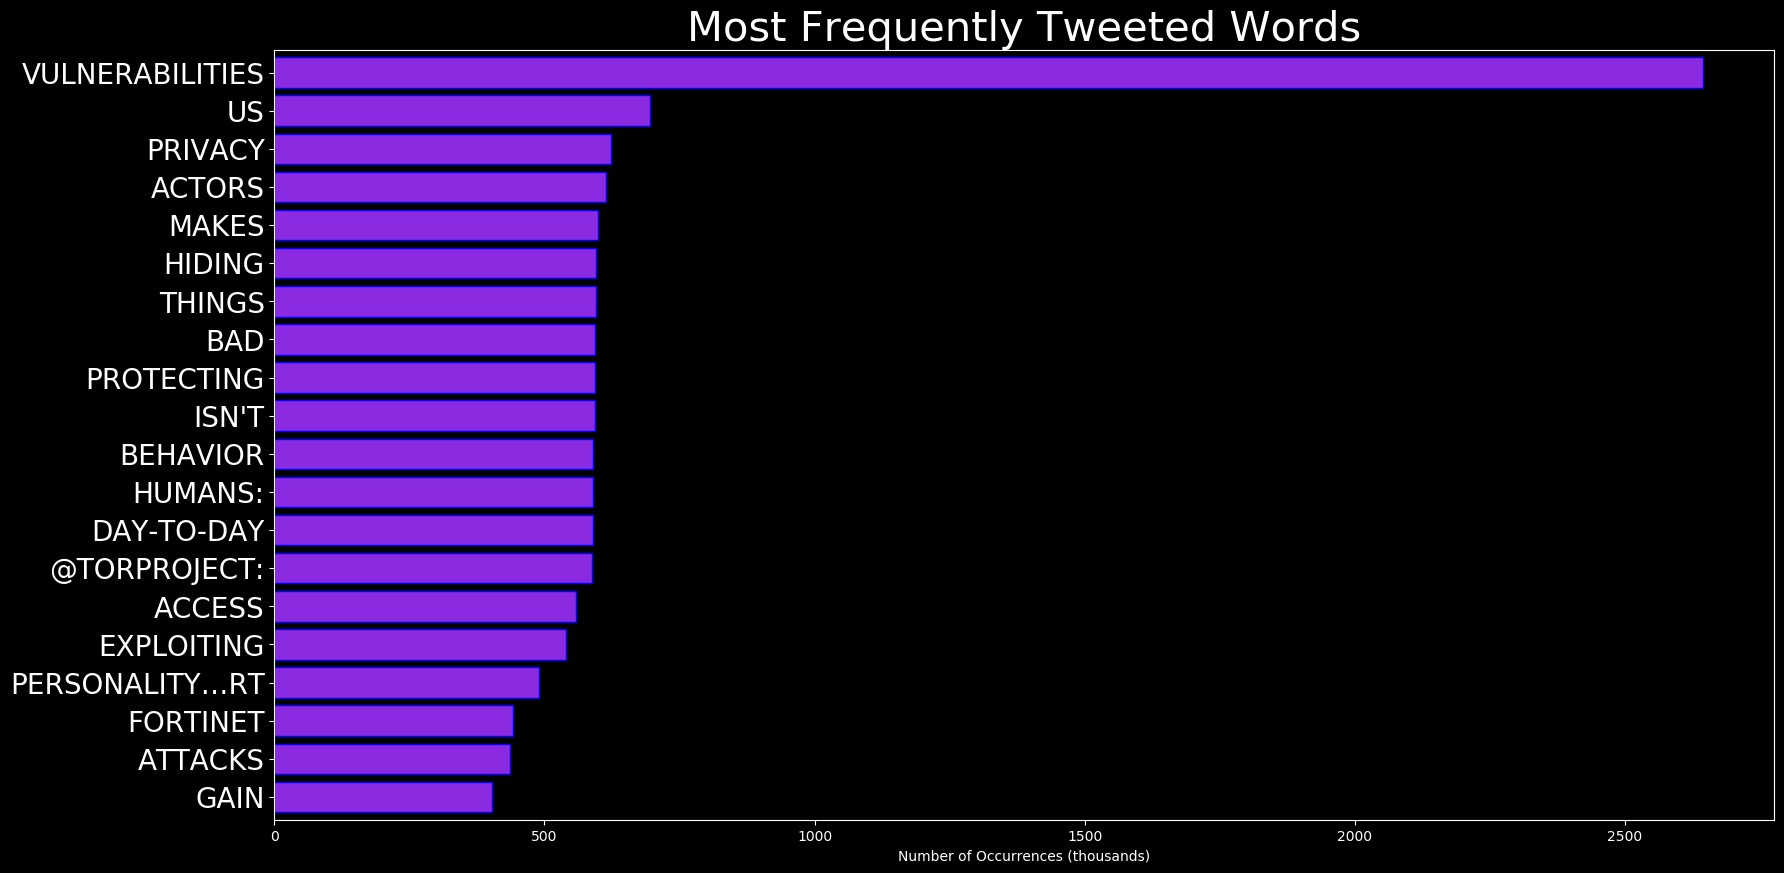 Most Frequently Tweeted Words
VULNERABILITIES
US
PRIVACY
ACTORS
MAKES
HIDING
THINGS
BAD
PROTECTING
ISN'T
BEHAVIOR
HUMANS:
DAY-TO-DAY
@TORPROJECT:
ACCESS
EXPLOITING
PERSONALITY…RT
FORTINET
ATTACKS
GAIN
0 500 1000 1500 2000 2500
Number of Occurrences (thousands)